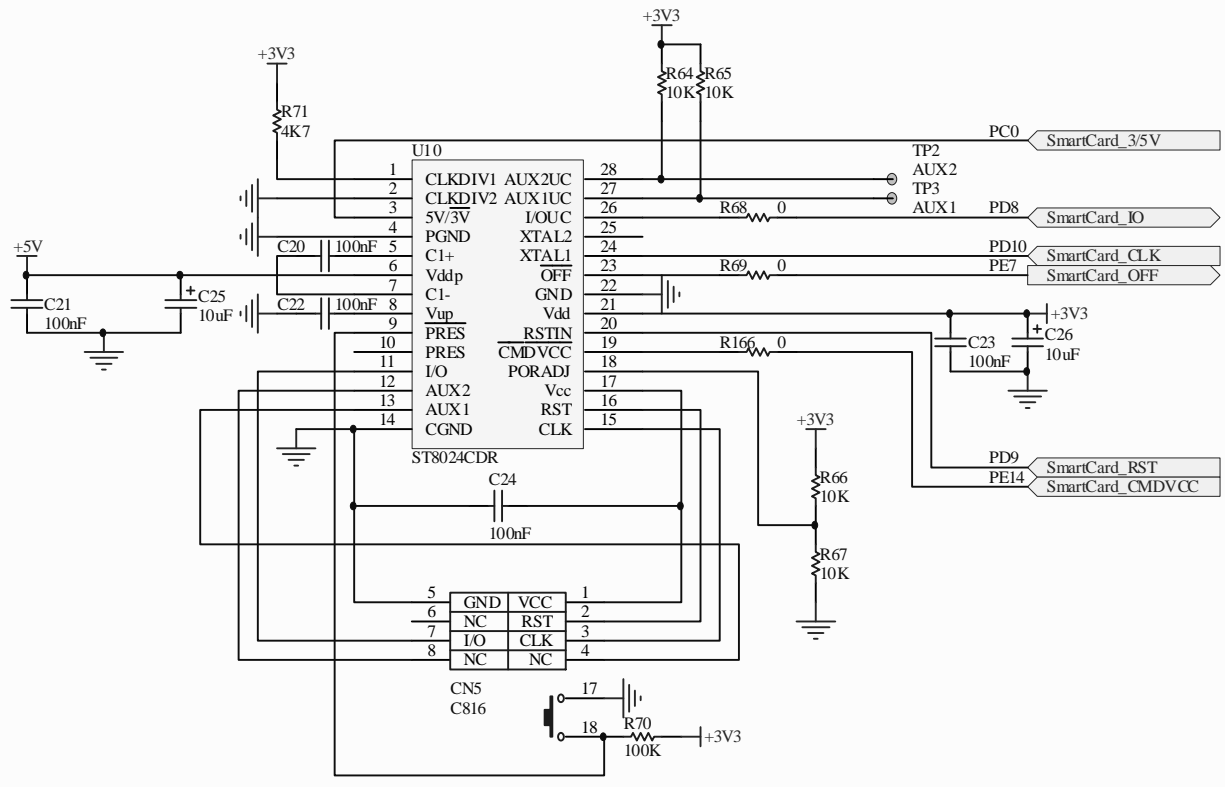 +3V3
+3V3
R64
10K
R65
10K
R71
4K7
U10
PC0
SmartCard_3/5V
TP2
AUX2
TP3
AUX1
1
CLKDIV1
AUX2UC
28
2
CLKDIV2
AUX1UC
27
3
5V/3V
I/OUC
26
R68
0
PD8
SmartCard_IO
4
PGND
XTAL2
25
+5V
C20
100nF
5
C1+
XTAL1
24
PD10
SmartCard_CLK
6
Vddp
OFF
23
R69
0
PE7
SmartCard_OFF
7
C1-
GND
22
C21
100nF
+
C25
10uF
C22
100nF
8
Vup
Vdd
21
+3V3
9
PRES
RSTIN
20
C23
100nF
+
C26
10uF
10
PRES
CMDVCC
19
R166
0
11
I/O
PORADJ
18
12
AUX2
Vcc
17
13
AUX1
RST
16
14
CGND
CLK
15
ST8024CDR
+3V3
PD9
SmartCard_RST
PE14
SmartCard_CMDVCC
C24
100nF
R66
10K
R67
10K
5
GND
VCC
1
6
NC
RST
2
7
I/O
CLK
3
8
NC
NC
4
CN5
C816
17
18
R70
100K
+3V3